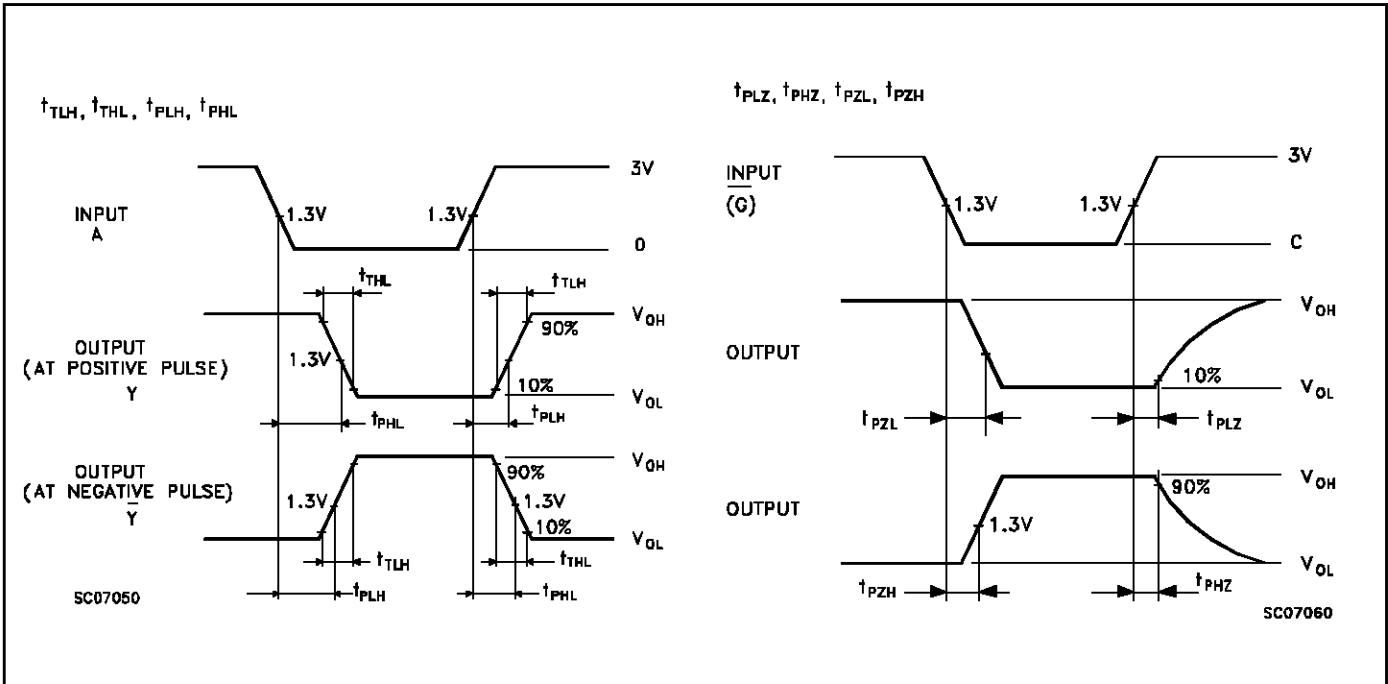 tTLH, tTHL, tPLH, tPHL
INPUT
A
1.3V
1.3V
3V
0
tTHL
tTLH
OUTPUT
(AT POSITIVE PULSE)
Y
1.3V
90%
10%
VOH
VOL
tPHL
tPLH
OUTPUT
(AT NEGATIVE PULSE)
Y̅
1.3V
90%
1.3V
10%
VOH
VOL
tTLH
tTHL
tPLH
tPHL
SC07050
tPLZ, tPHZ, tPZL, tPZH
INPUT
(G̅)
1.3V
1.3V
3V
C
OUTPUT
VOH
10%
VOL
tPZL
tPLZ
OUTPUT
1.3V
VOH
90%
VOL
tPZH
tPHZ
SC07060